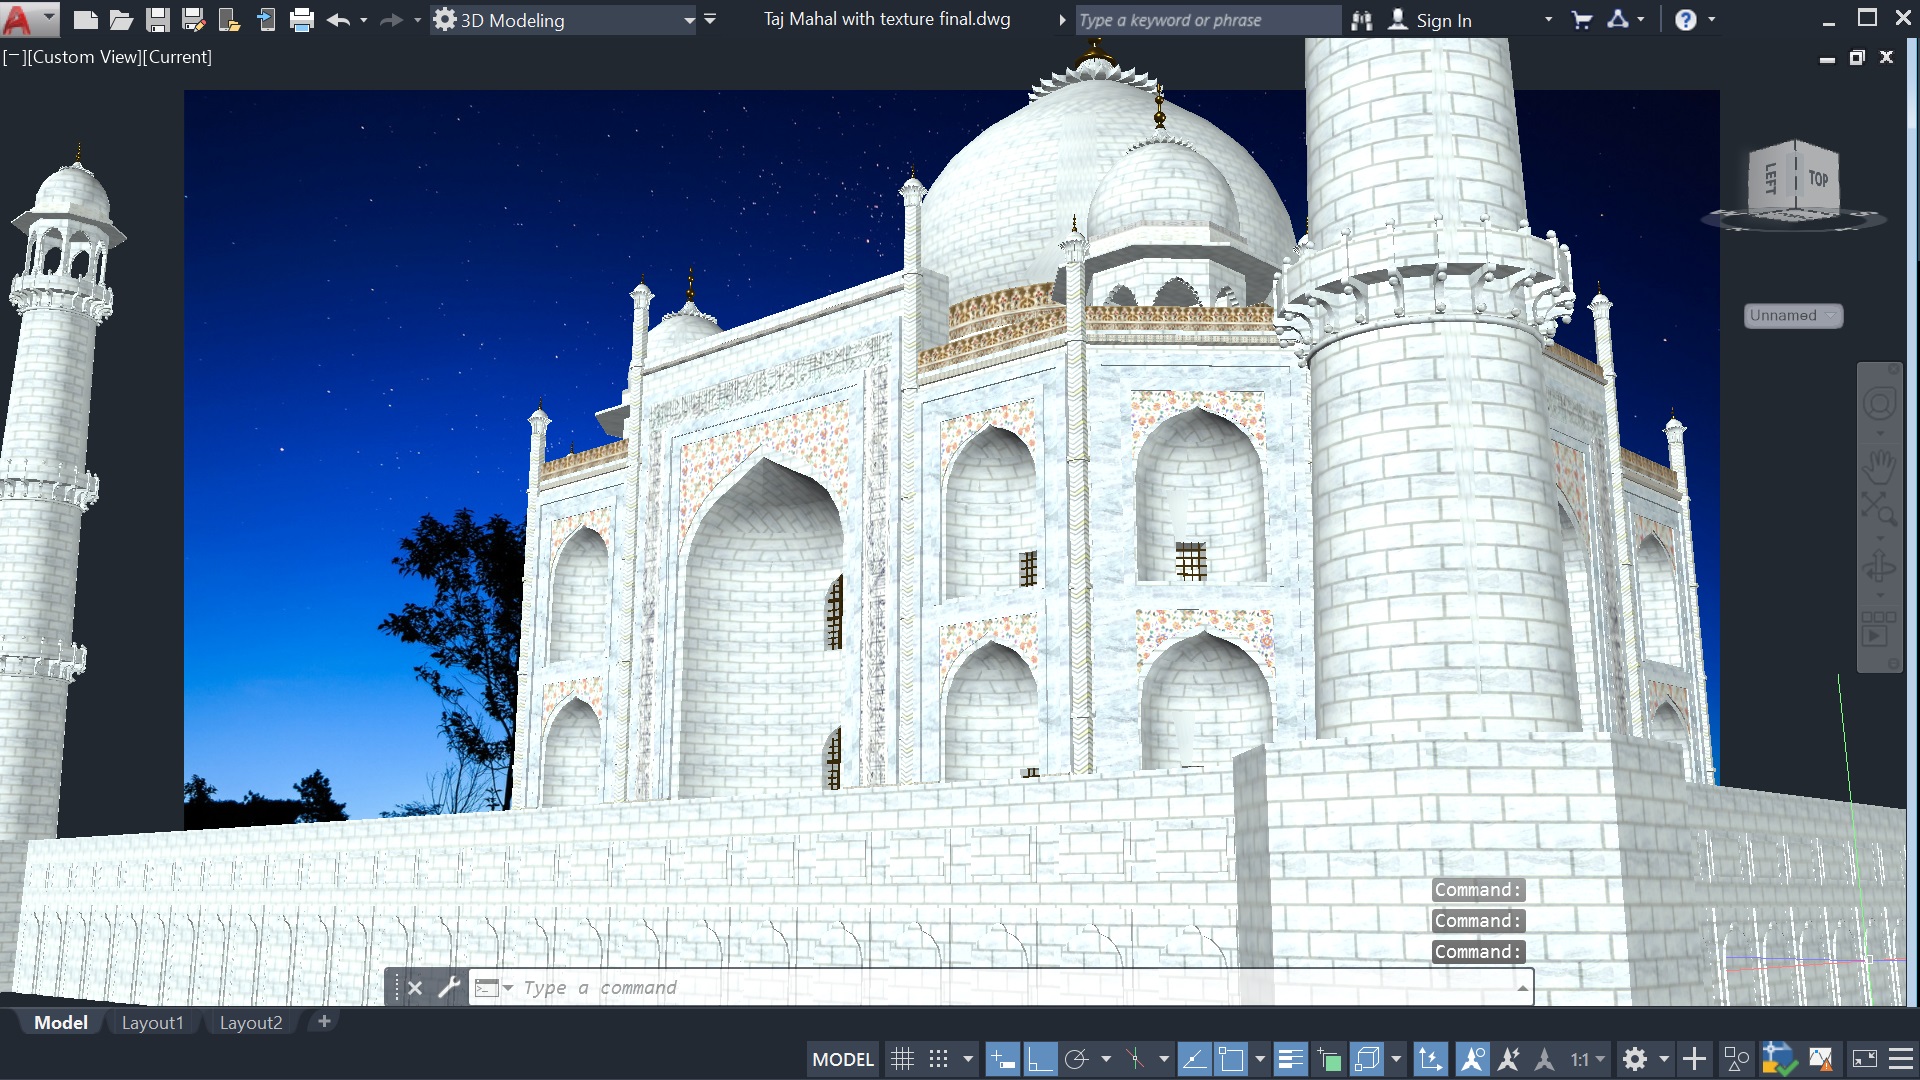 3D Modeling
Taj Mahal with texture final.dwg
Type a keyword or phrase
Sign In
[−][Custom View][Current]
LEFT
TOP
Unnamed
Command:
Command:
Command:
Type a command
Model
Layout1
Layout2
MODEL
1:1